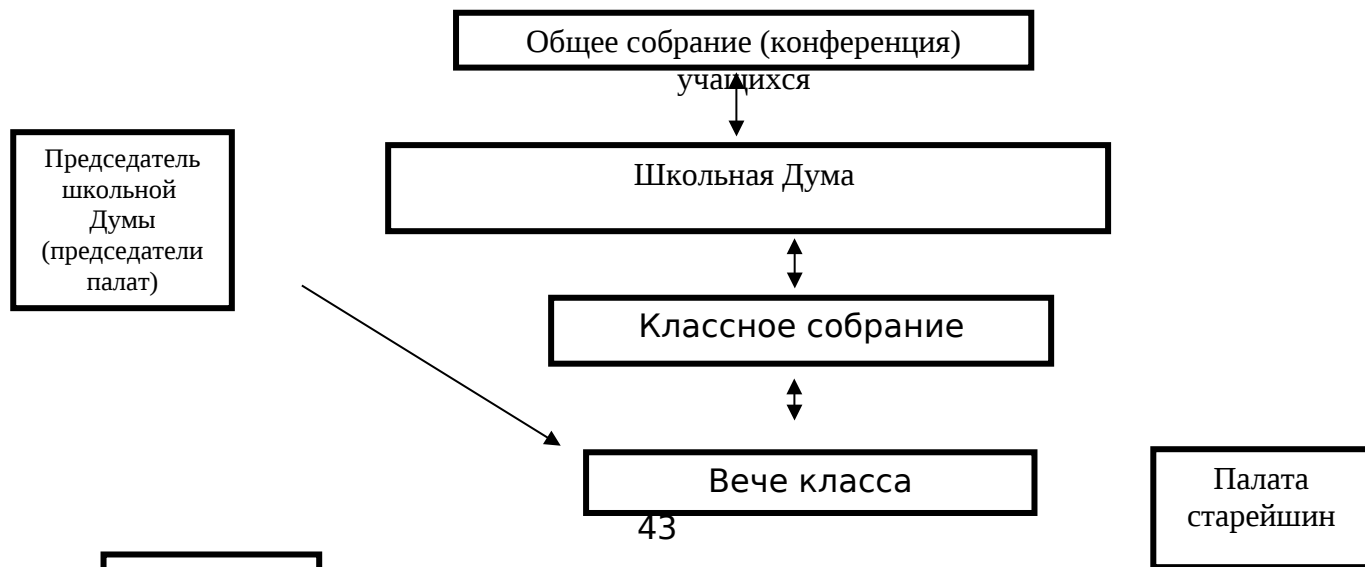 Общее собрание (конференция)
учащихся
Председатель
школьной
Думы
(председатели
палат)
Школьная Дума
Классное собрание
Вече класса
Палата
старейшин
43